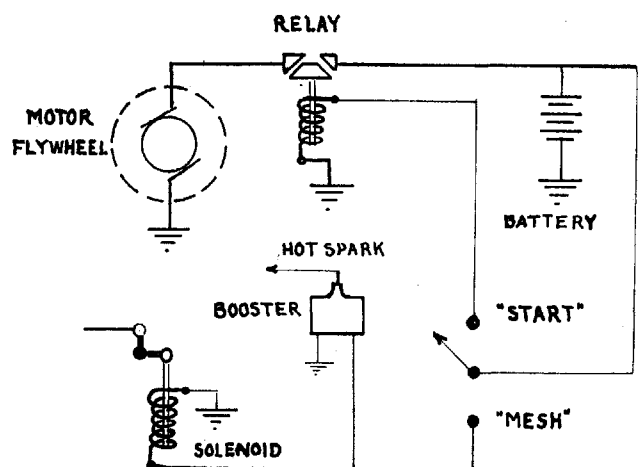 RELAY
MOTOR
FLYWHEEL
BATTERY
HOT SPARK
BOOSTER
"START"
"MESH"
SOLENOID